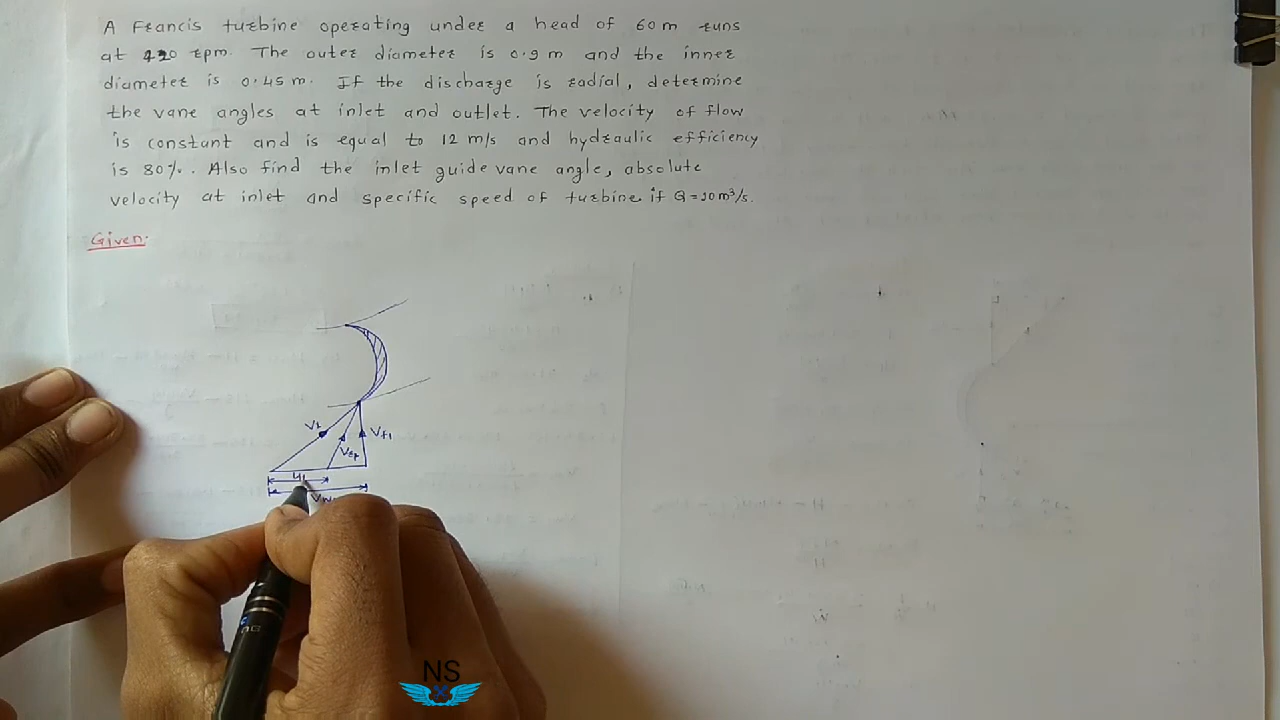 A Francis turbine operating under a head of 60 m runs
at 420 rpm. The outer diameter is 0.9 m and the inner
diameter is 0.45 m. If the discharge is radial, determine
the vane angles at inlet and outlet. The velocity of flow
is constant and is equal to 12 m/s and hydraulic efficiency
is 80%. Also find the inlet guide vane angle, absolute
velocity at inlet and specific speed of turbine if Q = 10 m³/s.
Given:
V1
Vr1
Vf1
u1
NS